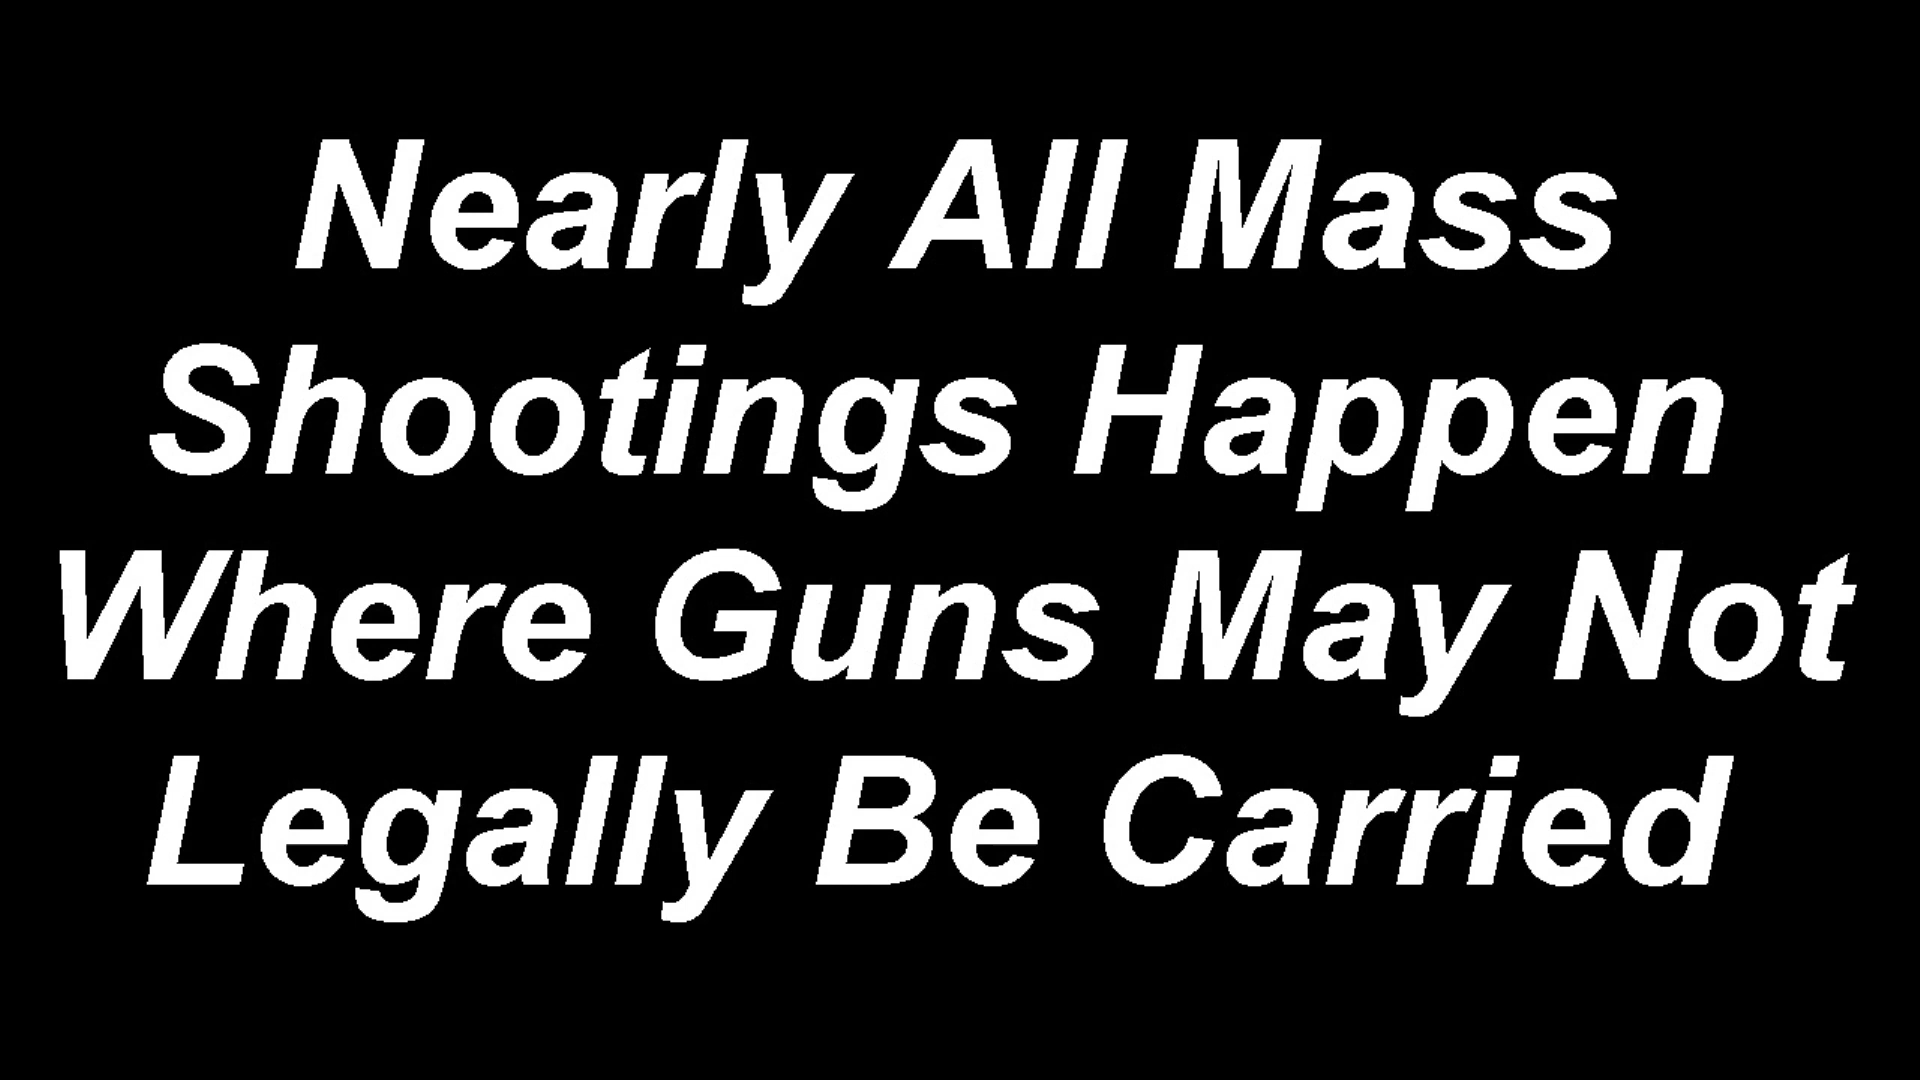 Nearly All Mass
Shootings Happen
Where Guns May Not
Legally Be Carried